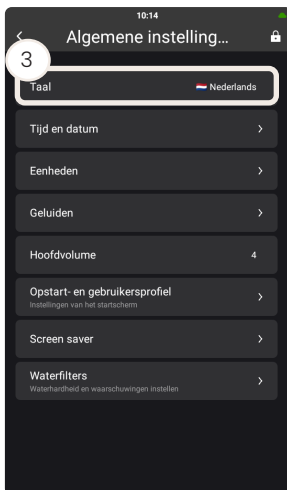 10:14
Algemene instelling...
3
Taal
Nederlands
Tijd en datum
Eenheden
Geluiden
Hoofdvolume
4
Opstart- en gebruikersprofiel
Instellingen van het startscherm
Screen saver
Waterfilters
Waterhardheid en waarschuwingen instellen